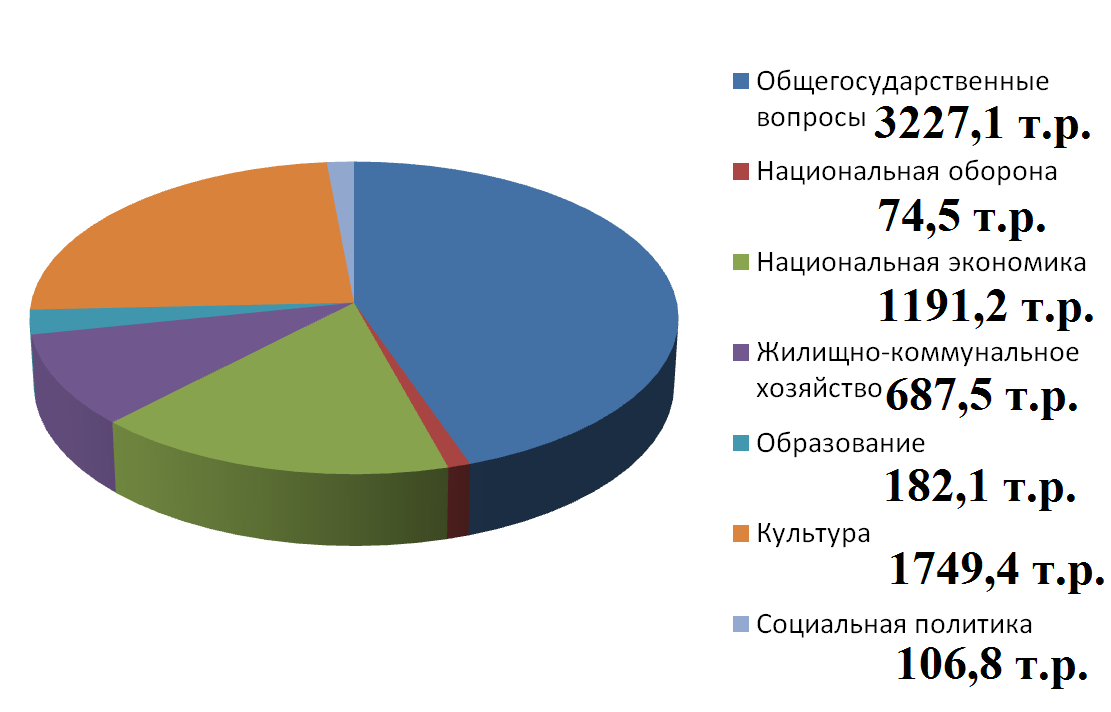 Общегосударственные
вопросы 3227,1 т.р.
Национальная оборона
74,5 т.р.
Национальная экономика
1191,2 т.р.
Жилищно-коммунальное
хозяйство 687,5 т.р.
Образование
182,1 т.р.
Культура
1749,4 т.р.
Социальная политика
106,8 т.р.